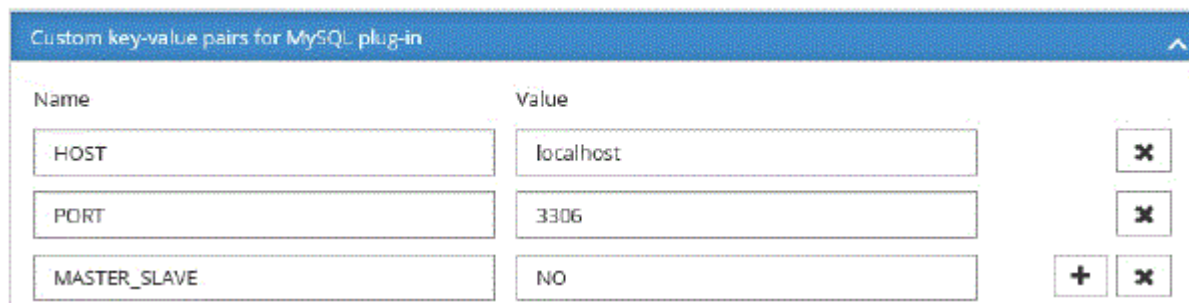 Custom key-value pairs for MySQL plug-in
Name Value
HOST localhost
PORT 3306
MASTER_SLAVE NO